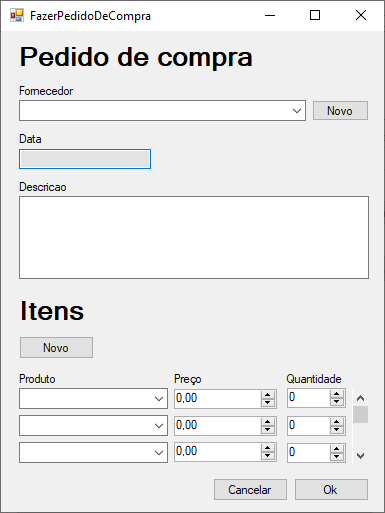 FazerPedidoDeCompra
Pedido de compra
Fornecedor
Novo
Data
Descricao
Itens
Novo
Produto Preço Quantidade
0,00 0
0,00 0
0,00 0
Cancelar Ok